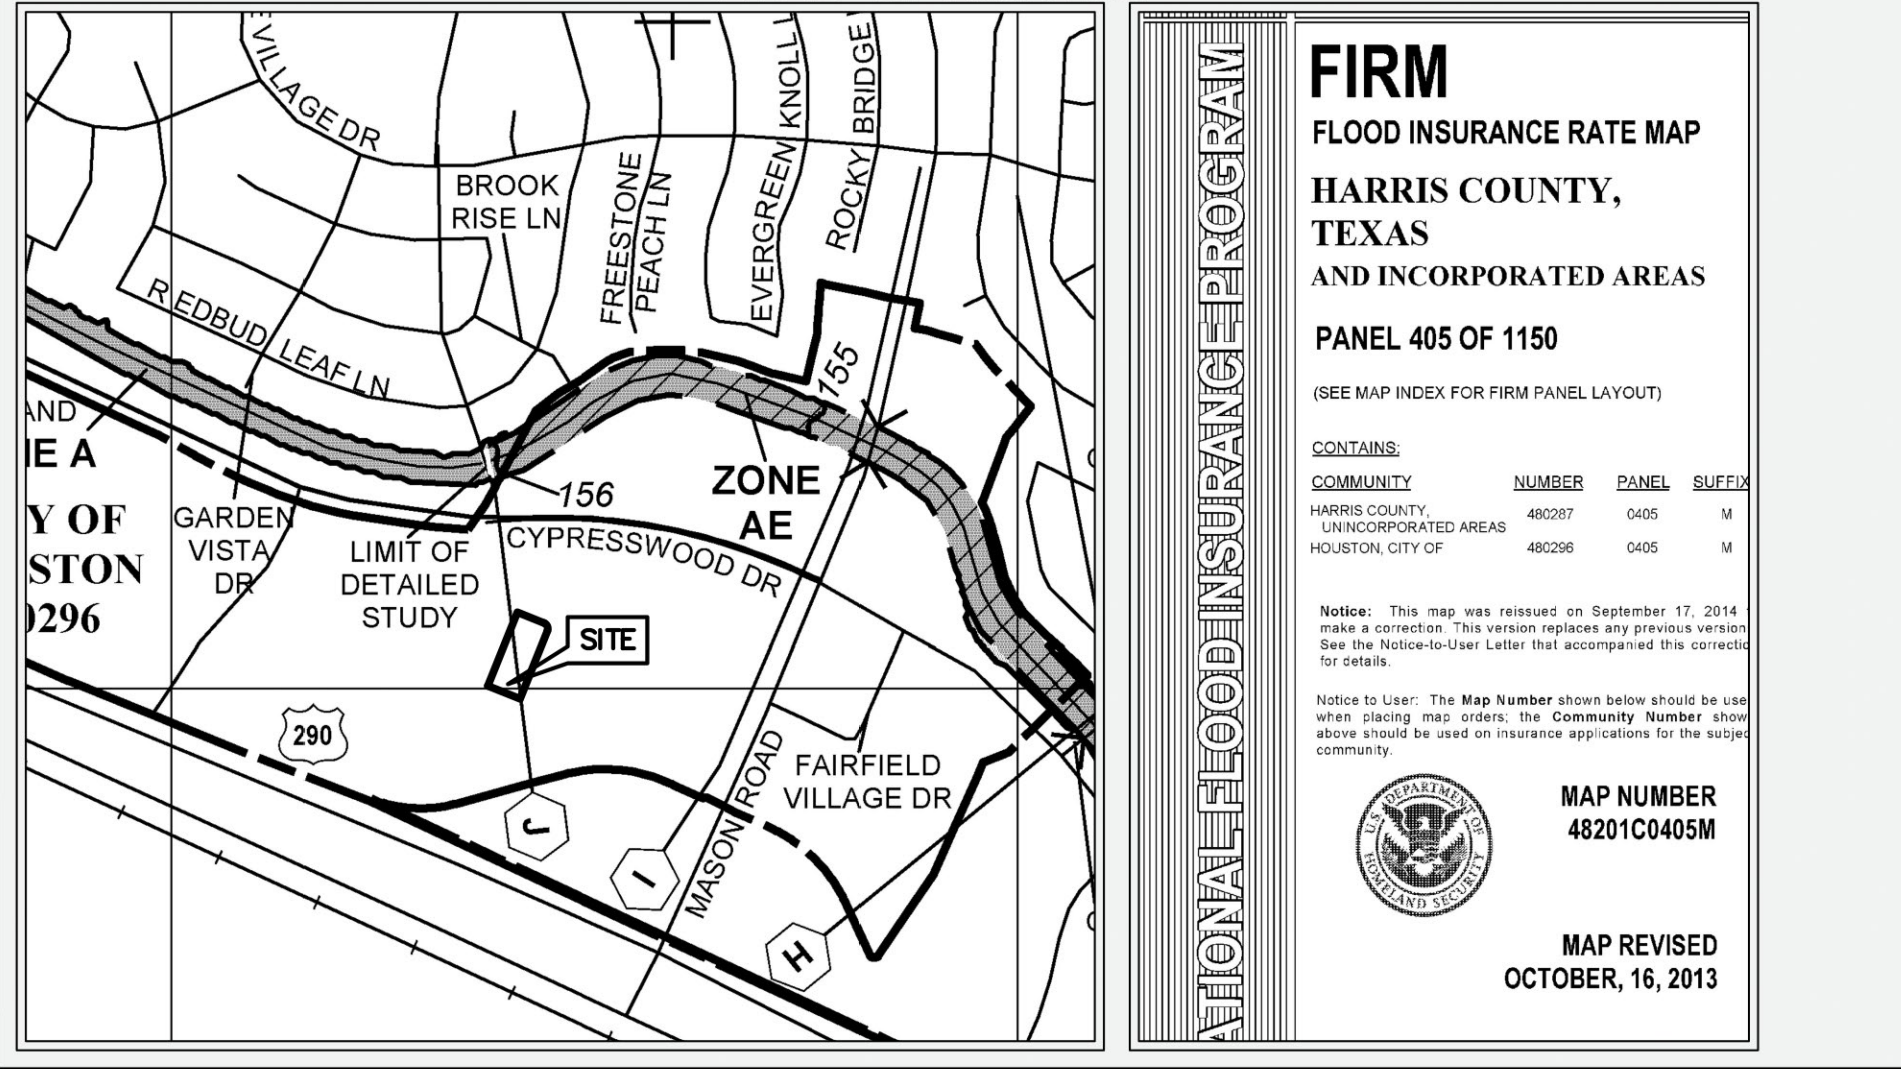 VILLAGE DR
BROOK
RISE LN
FREESTONE
PEACH LN
EVERGREEN KNOLL
ROCKY BRIDGE
REDBUD LEAF LN
155
AND
IE A
ZONE
AE
156
Y OF
STON
0296
GARDEN
VISTA
DR
LIMIT OF
DETAILED
STUDY
CYPRESSWOOD DR
SITE
290
MASON ROAD
FAIRFIELD
VILLAGE DR
J
I
H
ATIONAL FLOOD INSURANCE PROGRAM
FIRM
FLOOD INSURANCE RATE MAP
HARRIS COUNTY,
TEXAS
AND INCORPORATED AREAS
PANEL 405 OF 1150
(SEE MAP INDEX FOR FIRM PANEL LAYOUT)
CONTAINS:
COMMUNITY NUMBER PANEL SUFFIX
HARRIS COUNTY,
UNINCORPORATED AREAS 480287 0405 M
HOUSTON, CITY OF 480296 0405 M
Notice: This map was reissued on September 17, 2014
make a correction. This version replaces any previous version
See the Notice-to-User Letter that accompanied this correctio
for details.
Notice to User: The Map Number shown below should be use
when placing map orders; the Community Number show
above should be used on insurance applications for the subjec
community.
U.S. DEPARTMENT OF
HOMELAND SECURITY
MAP NUMBER
48201C0405M
MAP REVISED
OCTOBER, 16, 2013